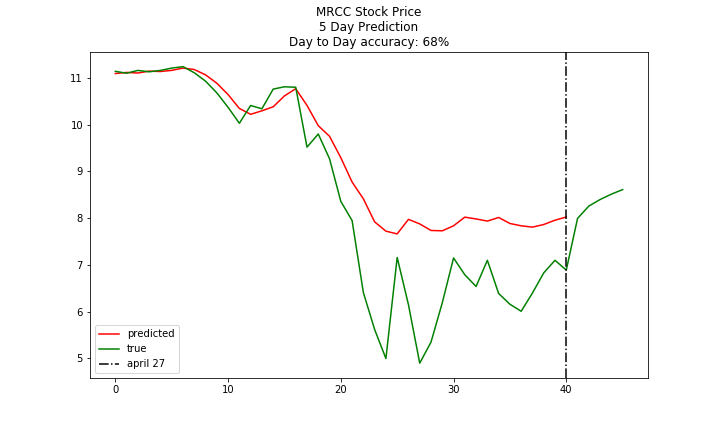 MRCC Stock Price
5 Day Prediction
Day to Day accuracy: 68%
11
10
9
8
7
6
5
predicted
true
april 27
0
10
20
30
40